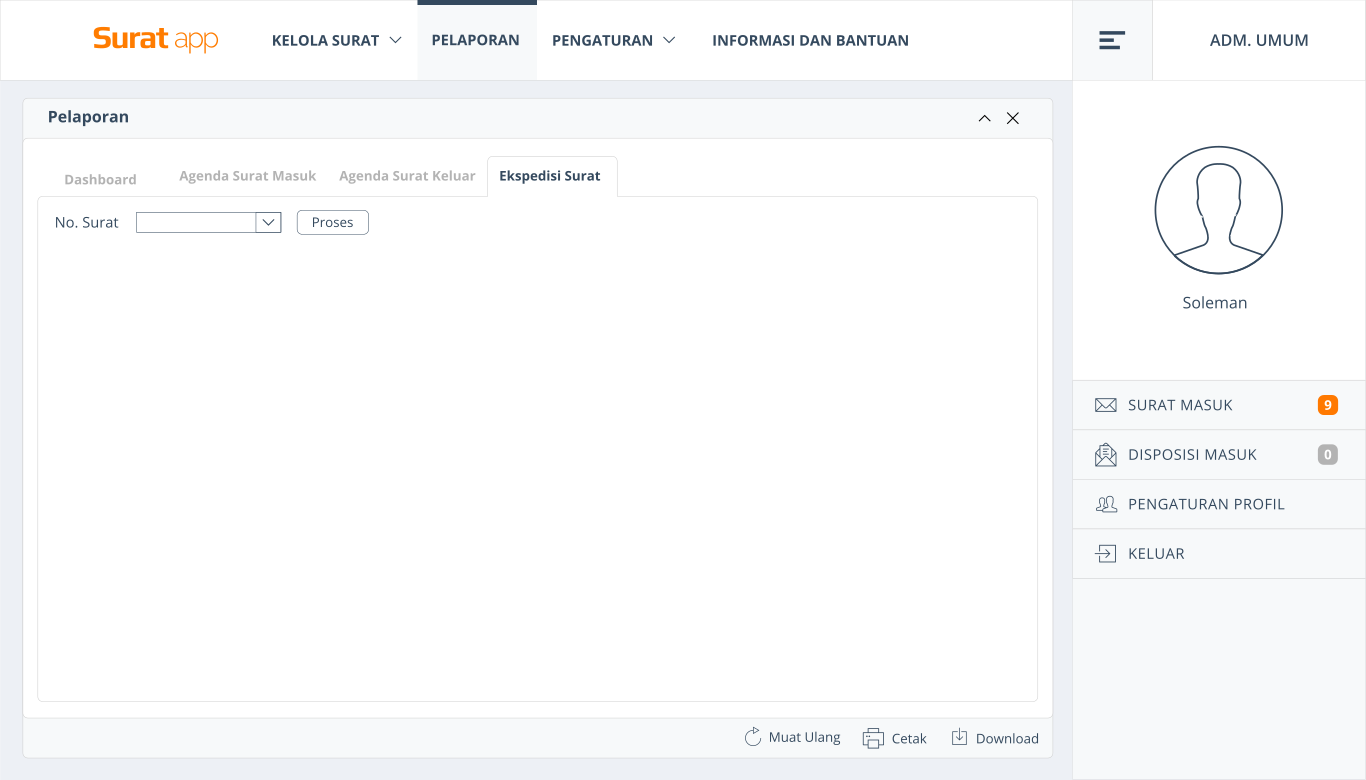 Surat app
KELOLA SURAT
PELAPORAN
PENGATURAN
INFORMASI DAN BANTUAN
ADM. UMUM
Pelaporan
Dashboard
Agenda Surat Masuk
Agenda Surat Keluar
Ekspedisi Surat
No. Surat
Proses
Muat Ulang
Cetak
Download
Soleman
SURAT MASUK 9
DISPOSISI MASUK 0
PENGATURAN PROFIL
KELUAR